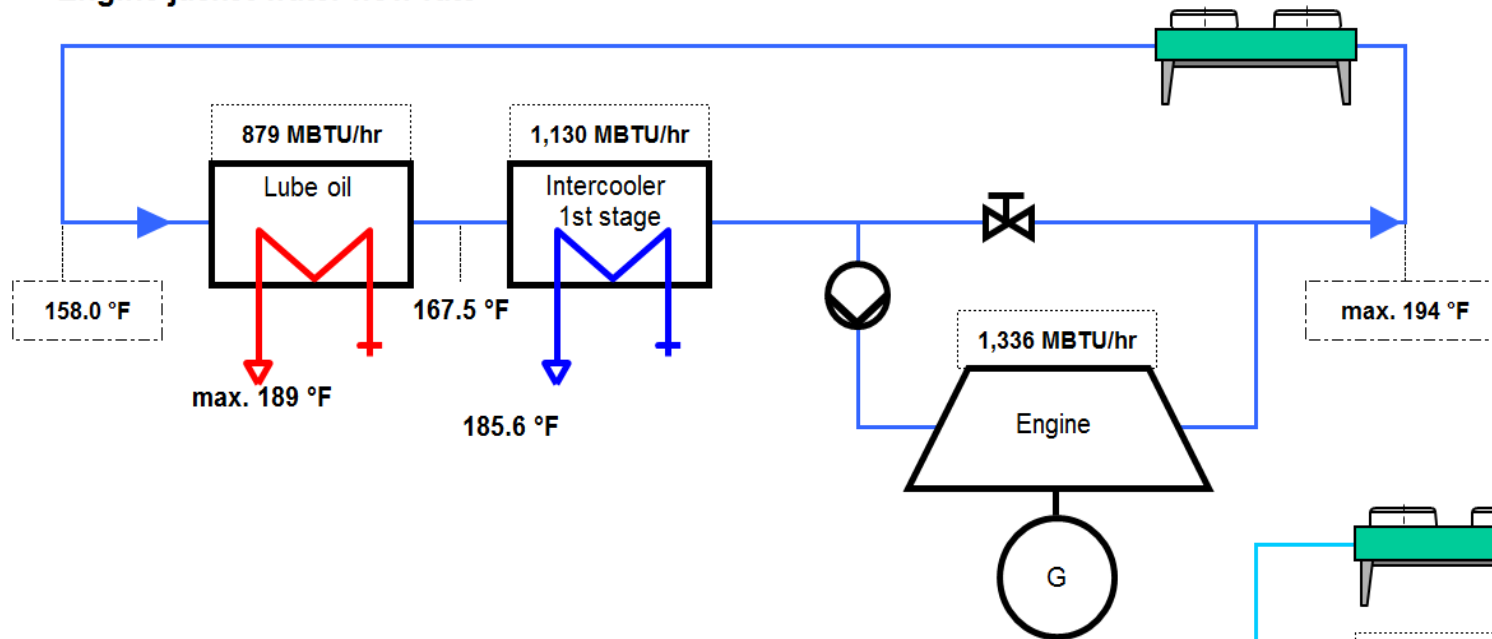 879 MBTU/hr
1,130 MBTU/hr
Lube oil
Intercooler
1st stage
158.0 °F
167.5 °F
max. 194 °F
1,336 MBTU/hr
max. 189 °F
185.6 °F
Engine
G